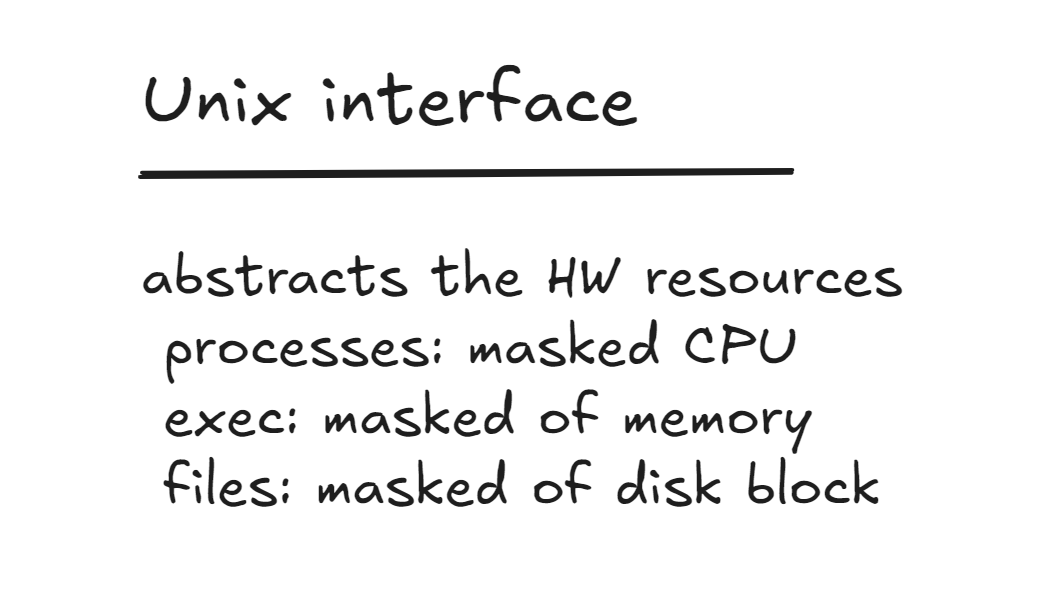 Unix interface
abstracts the HW resources
processes: masked CPU
exec: masked of memory
files: masked of disk block